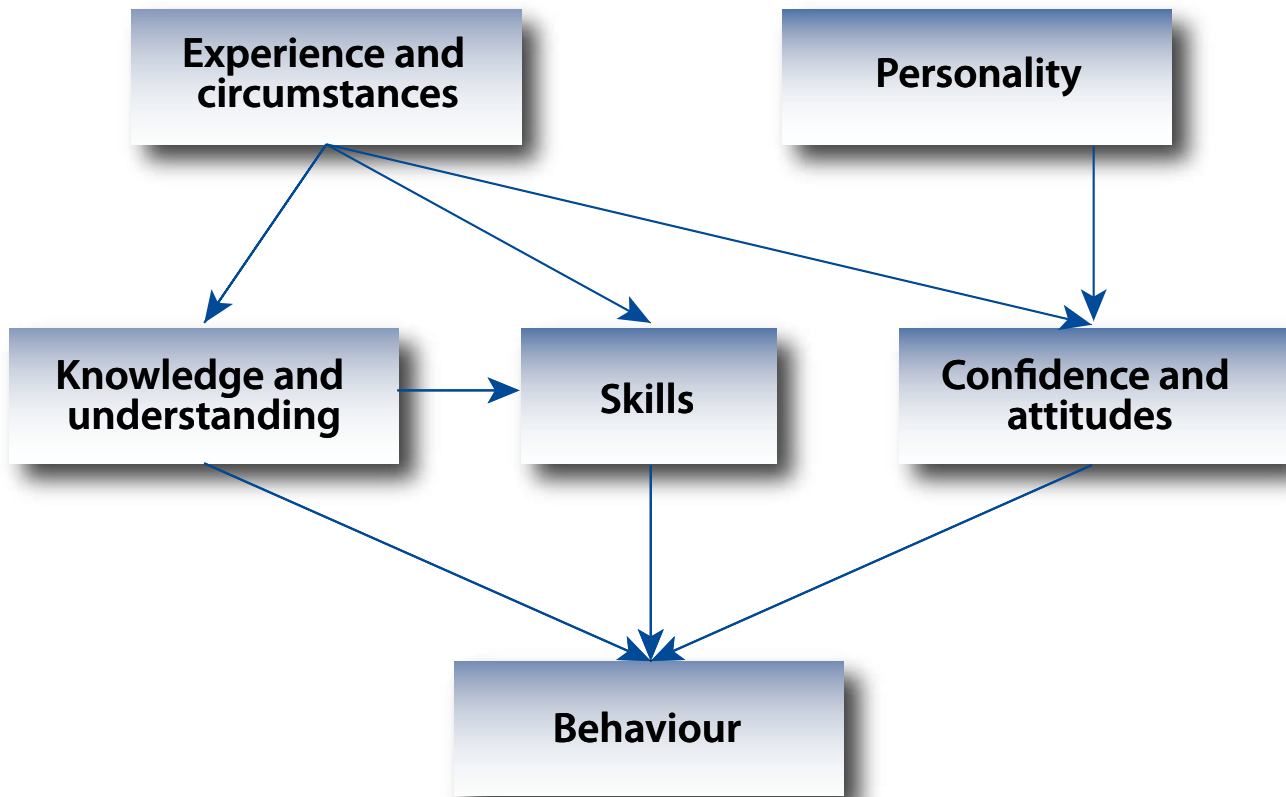 Experience and
circumstances
Personality
Knowledge and
understanding
Skills
Confidence and
attitudes
Behaviour